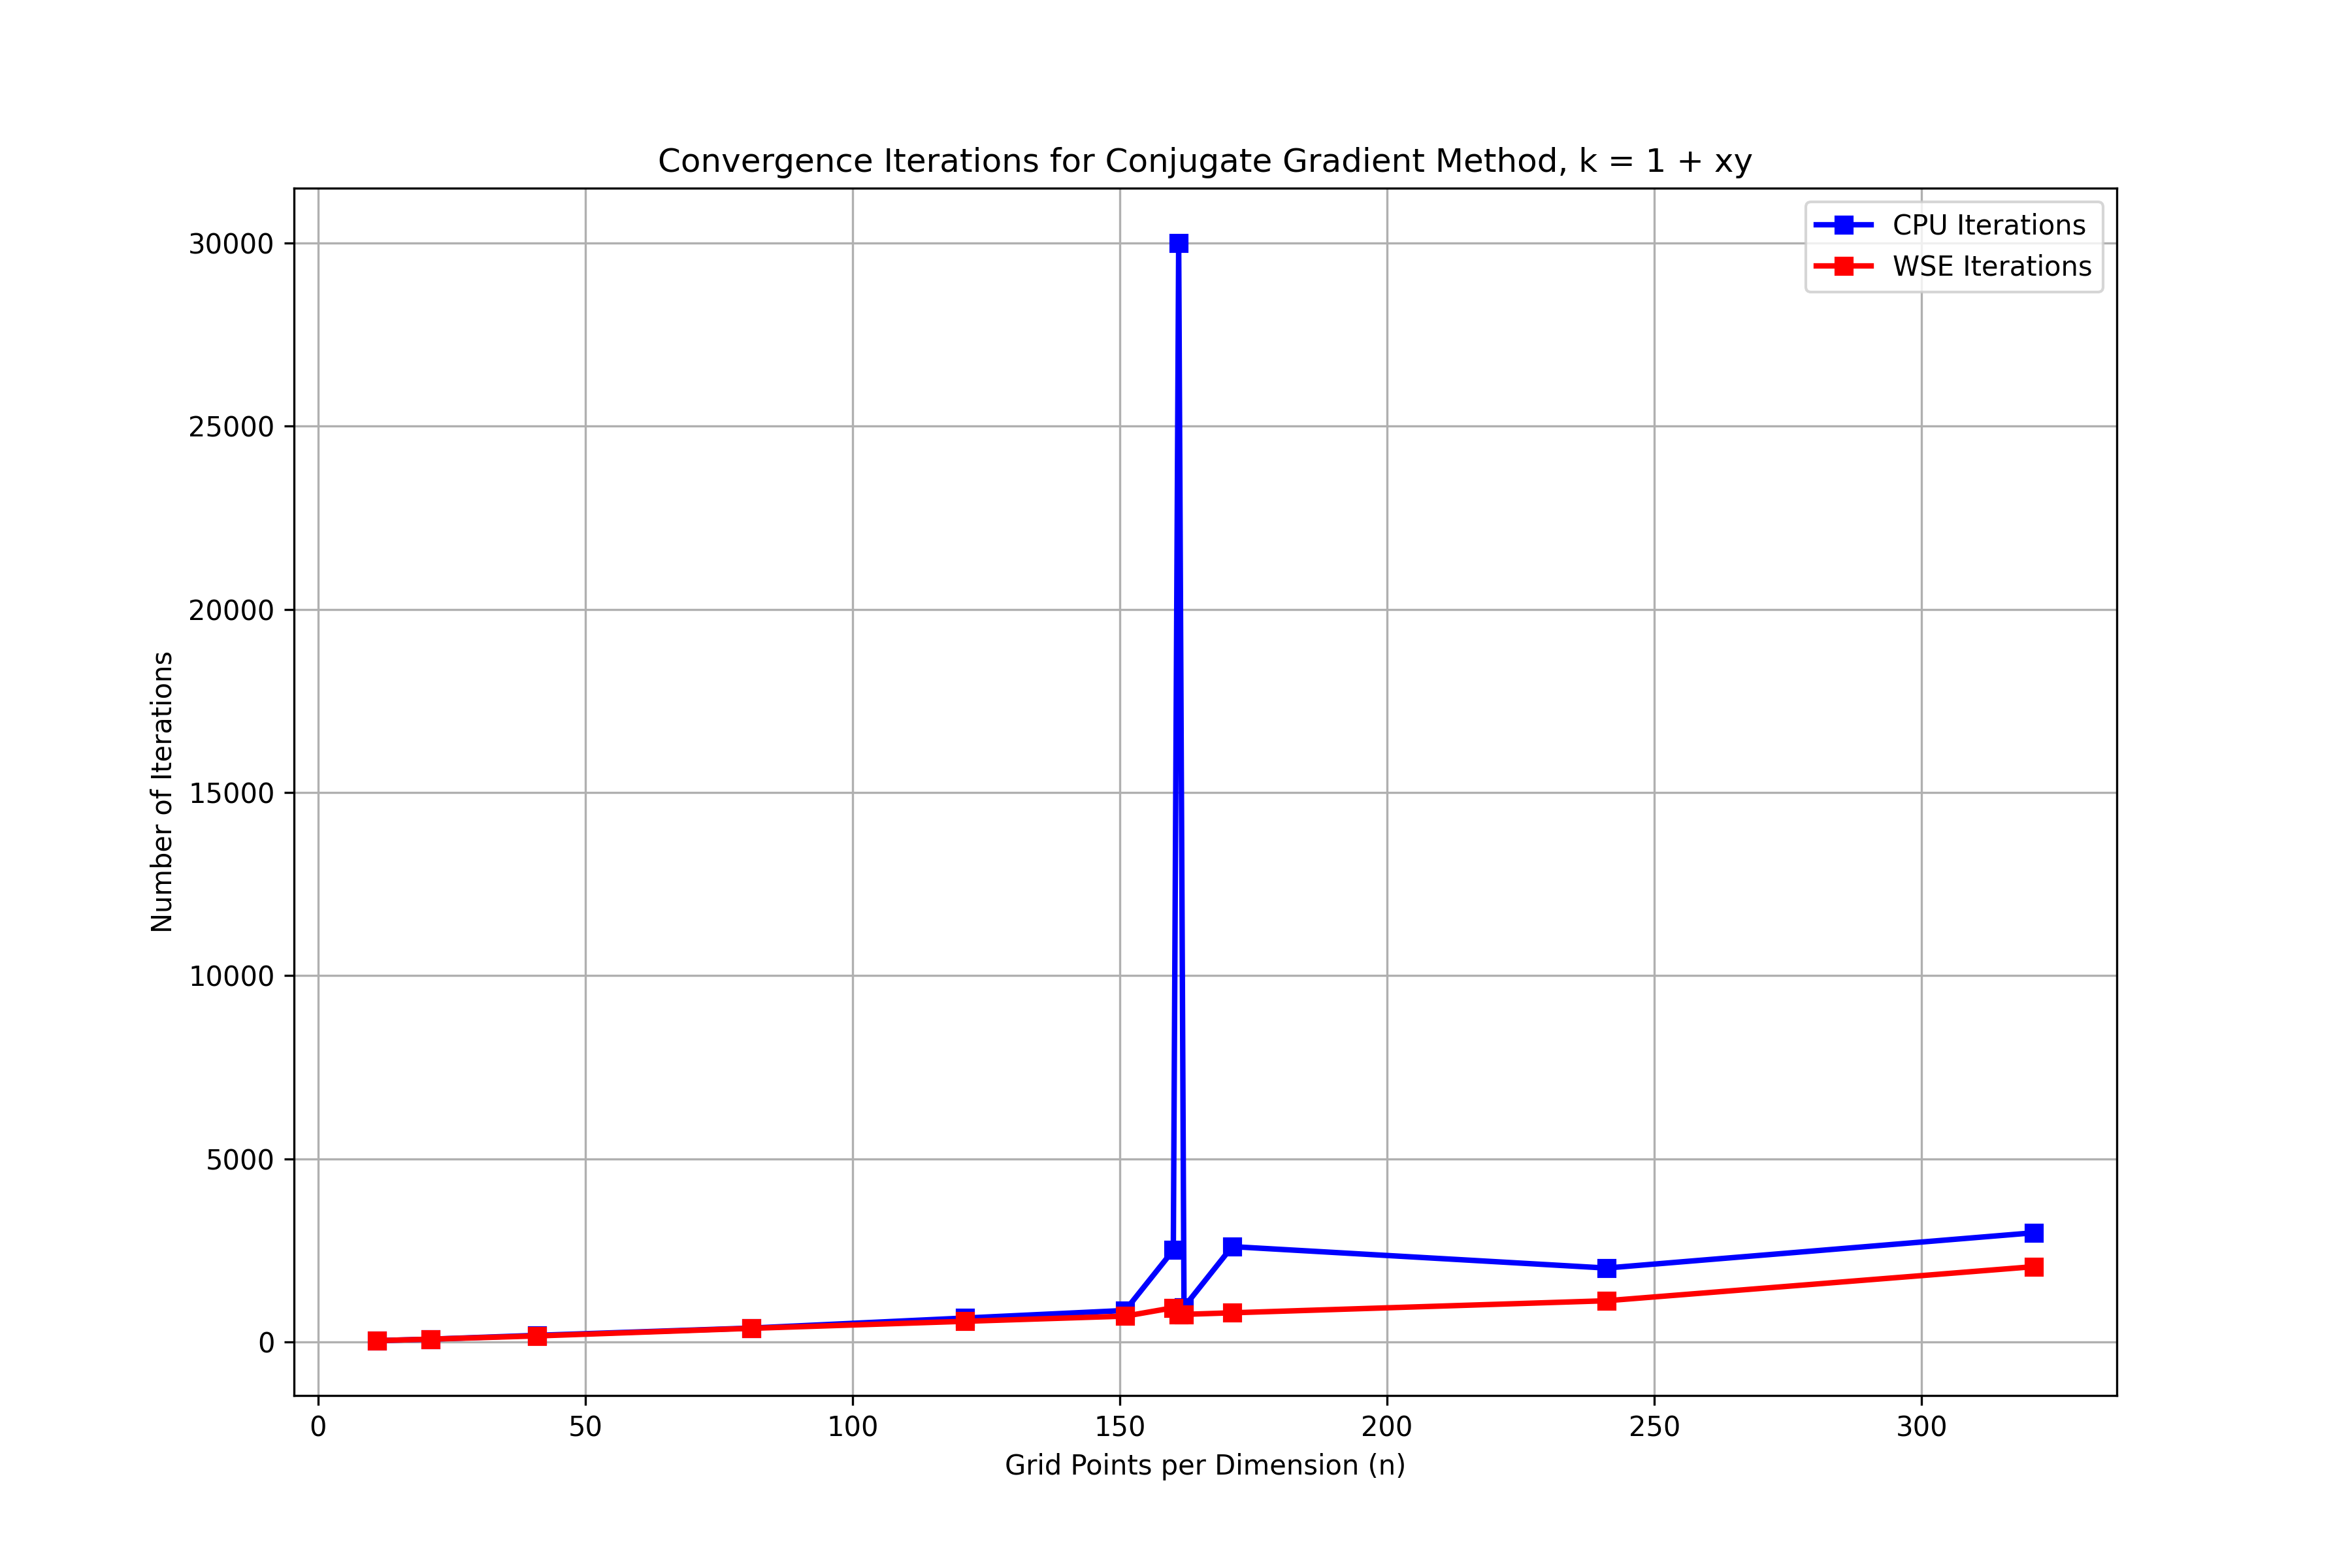 Convergence Iterations for Conjugate Gradient Method, k = 1 + xy
CPU Iterations
WSE Iterations
30000
25000
20000
15000
10000
5000
0
Number of Iterations
0 50 100 150 200 250 300
Grid Points per Dimension (n)